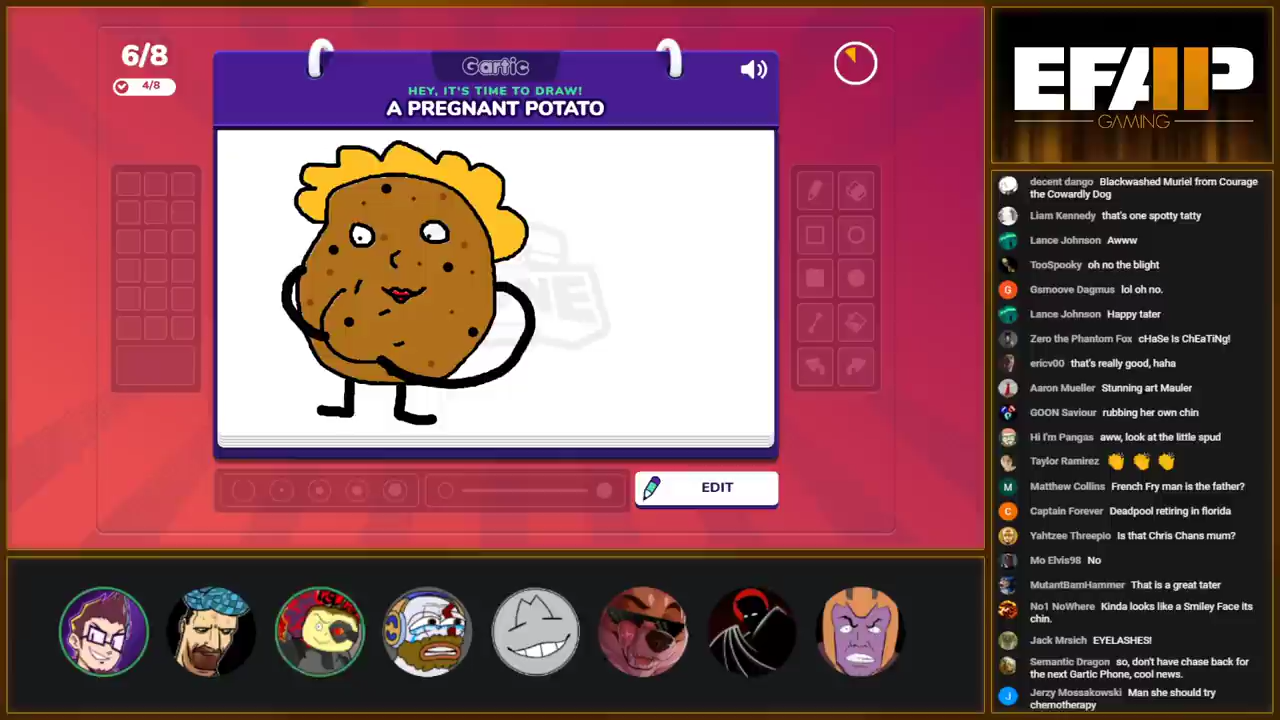 6/8
4/8
Gartic
HEY, IT'S TIME TO DRAW!
A PREGNANT POTATO
EDIT
EFAP
GAMING
decent dango Blackwashed Muriel from Courage
the Cowardly Dog
Liam Kennedy that's one spotty tatty
Lance Johnson Awww
TooSpooky oh no the blight
G
Gsmoove Dagmus lol oh no.
Lance Johnson Happy tater
Zero the Phantom Fox cHaSe Is ChEaTiNg!
ericv00 that's really good, haha
Aaron Mueller Stunning art Mauler
GOON Saviour rubbing her own chin
Hi I'm Pangas aww, look at the little spud
Taylor Ramirez 👏 👏 👏
M
Matthew Collins French Fry man is the father?
C
Captain Forever Deadpool retiring in florida
Yahtzee Threepio Is that Chris Chans mum?
Mo Elvis98 No
MutantBamHammer That is a great tater
No1 NoWhere Kinda looks like a Smiley Face its
chin.
Jack Mrsich EYELASHES!
Semantic Dragon so, don't have chase back for
the next Gartic Phone, cool news.
J
Jerzy Mossakowski Man she should try
chemotherapy